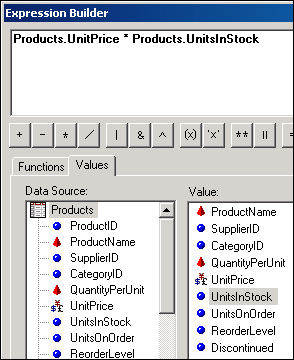 Expression Builder
Products.UnitPrice * Products.UnitsInStock
+ - * / | & ^ (x) 'x' ** || =
Functions Values
Data Source:
Products
ProductID
ProductName
SupplierID
CategoryID
QuantityPerUnit
UnitPrice
UnitsInStock
UnitsOnOrder
ReorderLevel
Value:
ProductName
SupplierID
CategoryID
QuantityPerUnit
UnitPrice
UnitsInStock
UnitsOnOrder
ReorderLevel
Discontinued